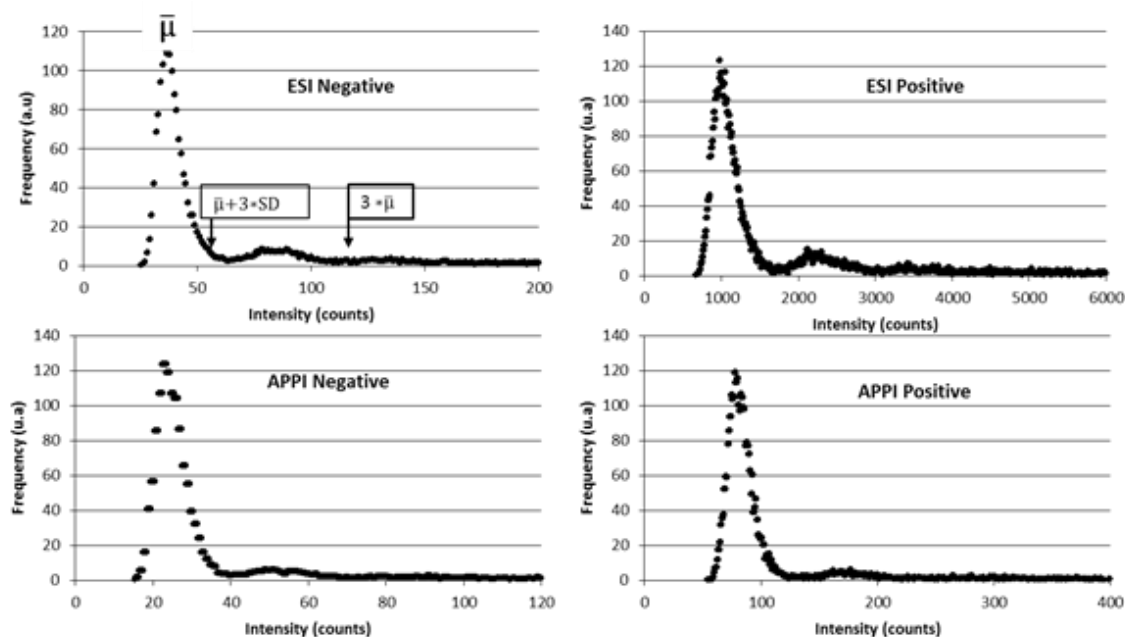 μ̄
120
100
80
60
40
20
0
Frequency (a.u)
ESI Negative
μ̄+3*SD
3 *μ̄
0 50 100 150 200
Intensity (counts)
140
120
100
80
60
40
20
0
Frequency (u.a)
ESI Positive
0 1000 2000 3000 4000 5000 6000
Intensity (counts)
140
120
100
80
60
40
20
0
Frequency (u.a)
APPI Negative
0 20 40 60 80 100 120
Intensity (counts)
140
120
100
80
60
40
20
0
Frequency (u.a)
APPI Positive
0 100 200 300 400
Intensity (counts)